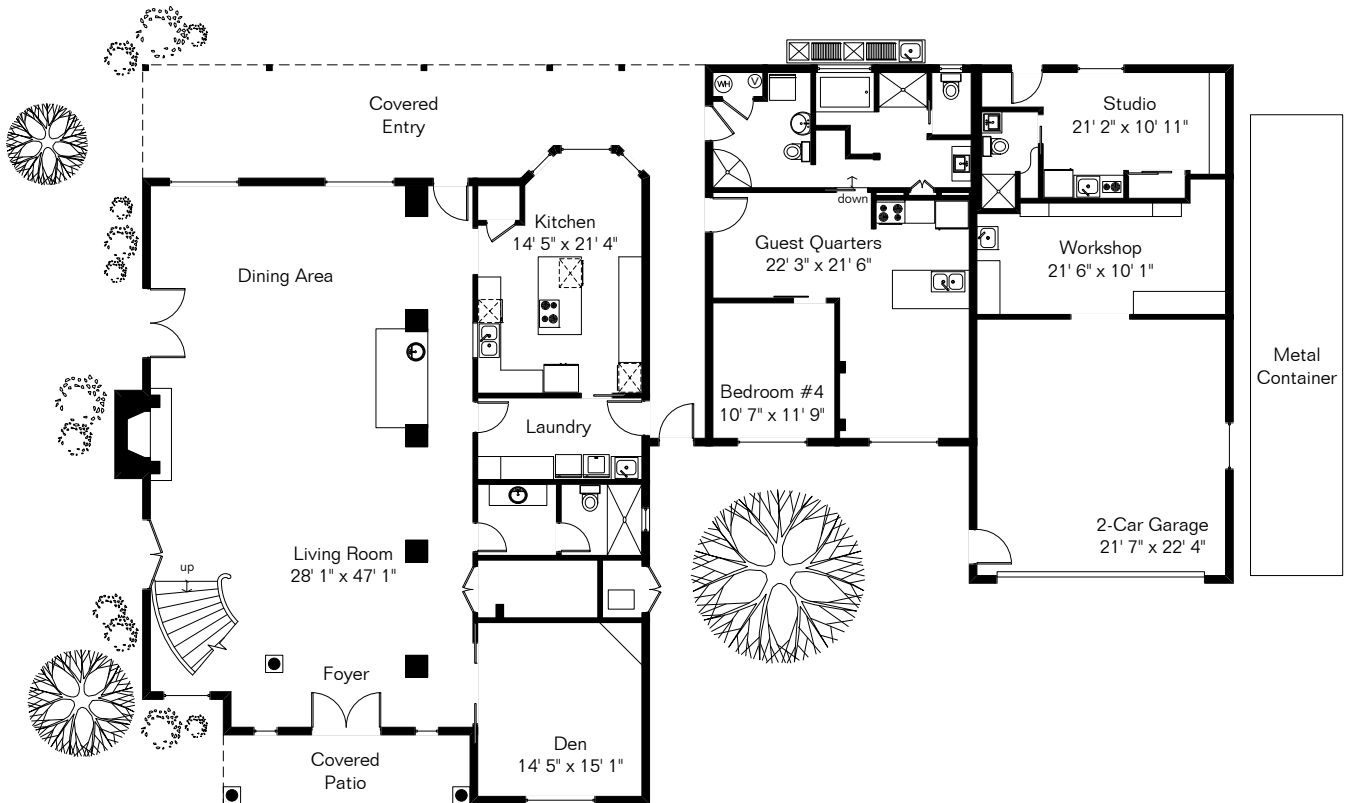 Covered
Entry
WH
V
Studio
21' 2" x 10' 11"
down
Kitchen
14' 5" x 21' 4"
Guest Quarters
22' 3" x 21' 6"
Workshop
21' 6" x 10' 1"
Dining Area
Metal
Container
Bedroom #4
10' 7" x 11' 9"
Laundry
2-Car Garage
21' 7" x 22' 4"
Living Room
28' 1" x 47' 1"
up
Foyer
Den
14' 5" x 15' 1"
Covered
Patio